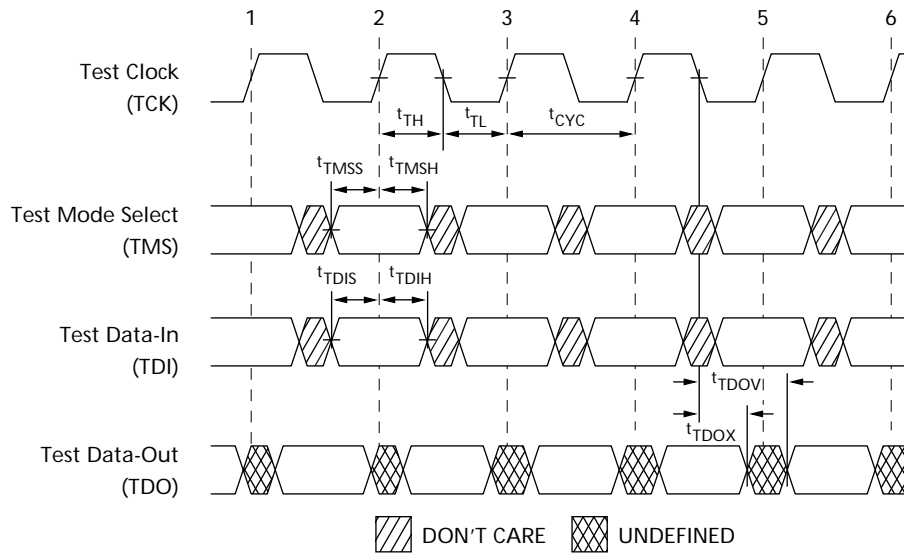 1 2 3 4 5 6
Test Clock
(TCK)
tTH tTL tCYC
tTMSS tTMSH
Test Mode Select
(TMS)
tTDIS tTDIH
Test Data-In
(TDI)
tTDOV
tTDOX
Test Data-Out
(TDO)
DON'T CARE UNDEFINED